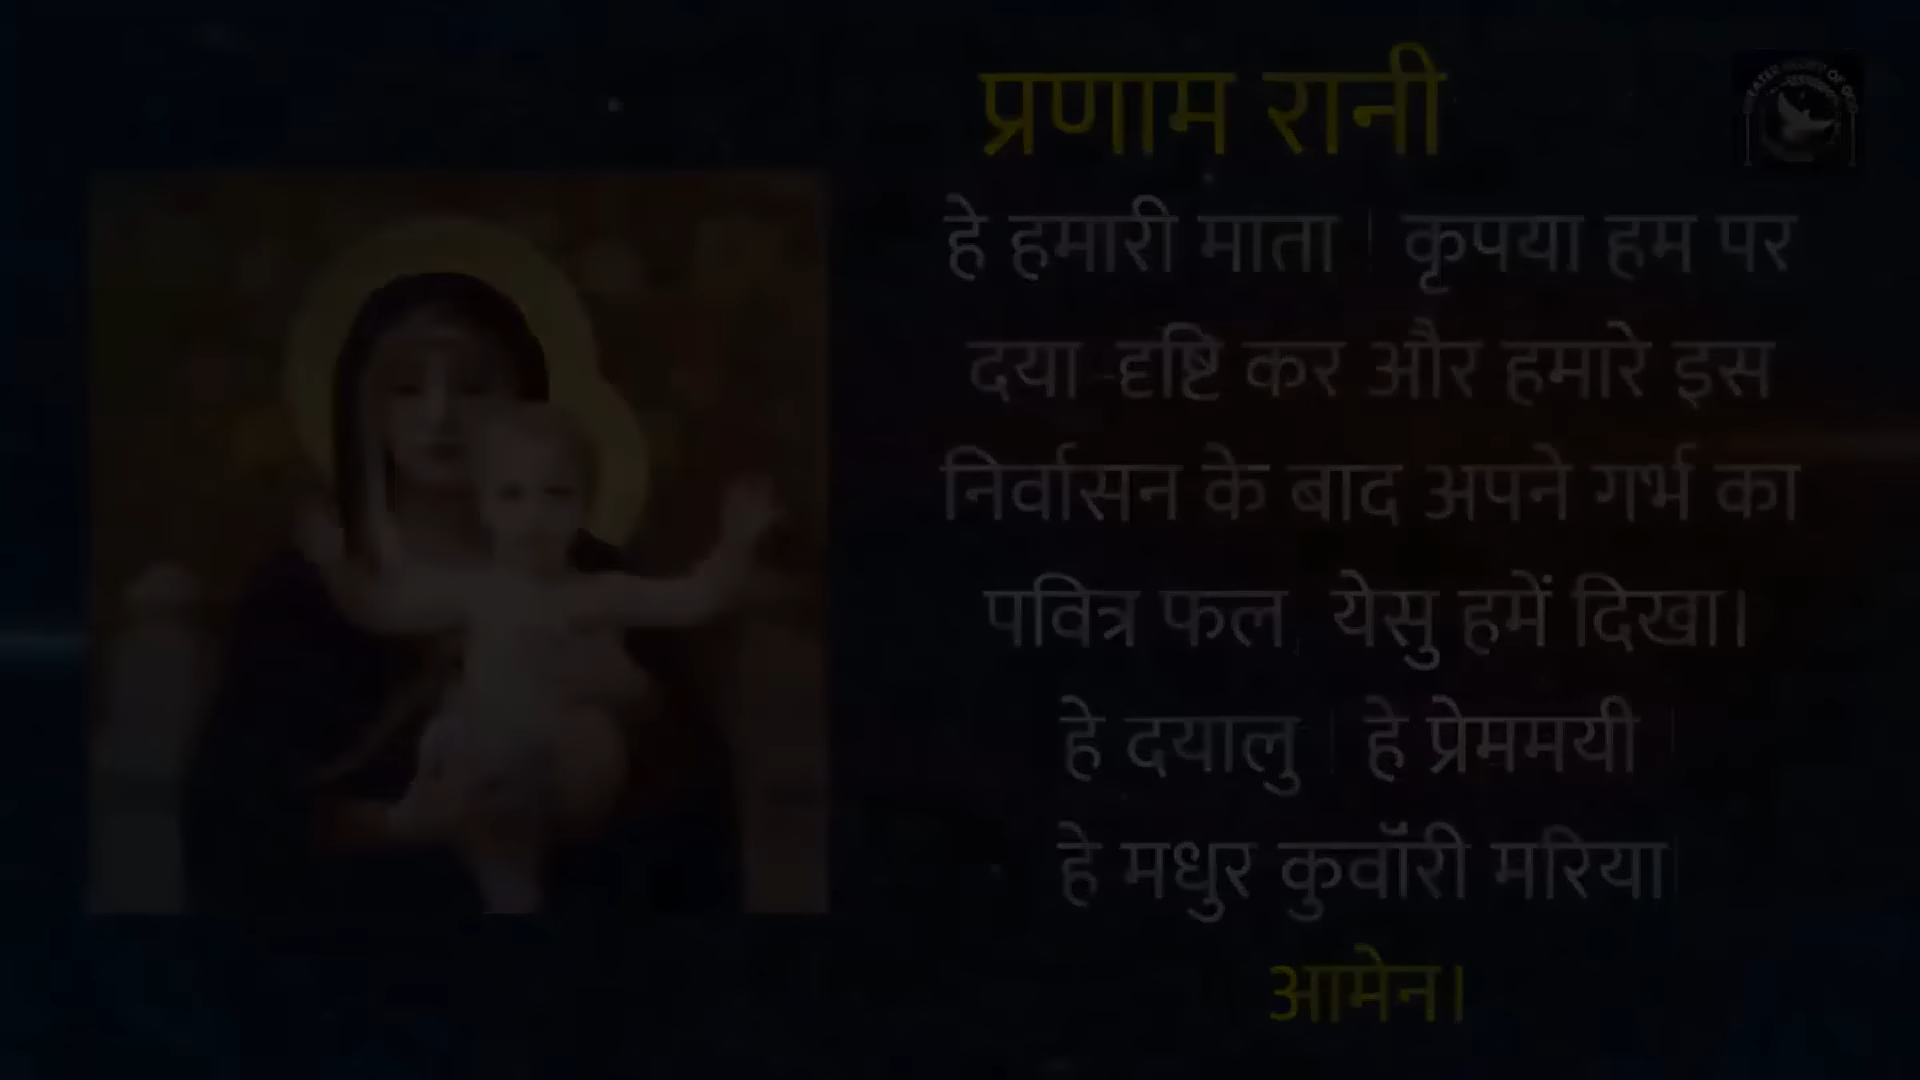 प्रणाम रानी
हे हमारी माता ! कृपया हम पर
दया-दृष्टि कर और हमारे इस
निर्वासन के बाद अपने गर्भ का
पवित्र फल, येसु हमें दिखा।
हे दयालु ! हे प्रेममयी !
हे मधुर कुवाँरी मरिया!
आमेन।